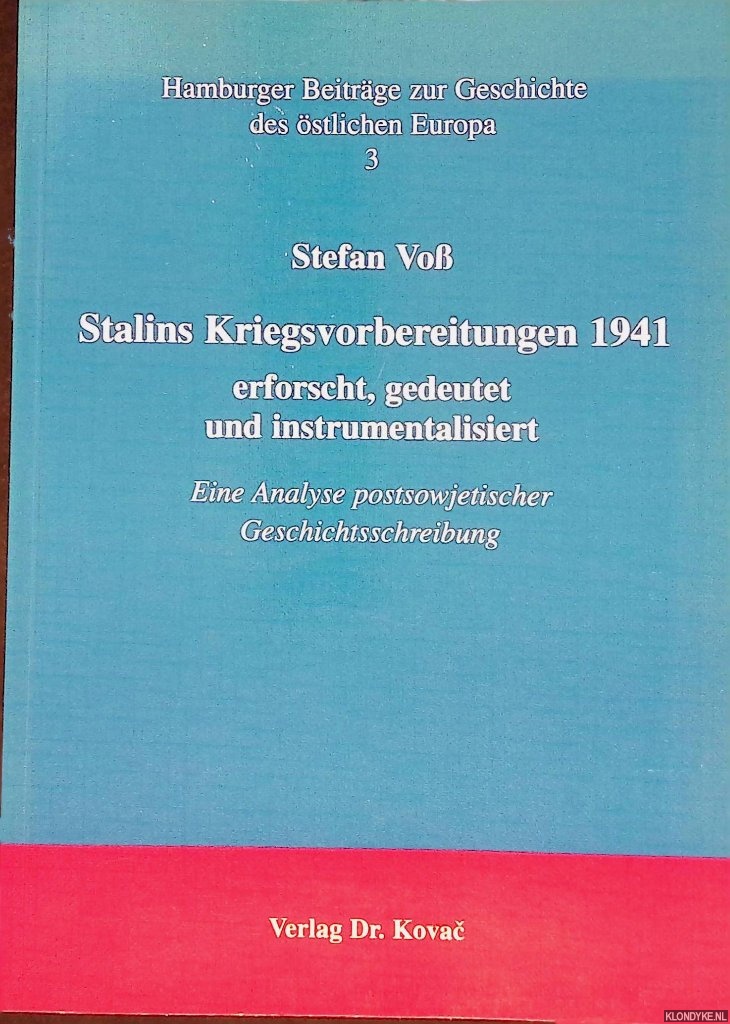 Hamburger Beiträge zur Geschichte
des östlichen Europa
3
Stefan Voß
Stalins Kriegsvorbereitungen 1941
erforscht, gedeutet
und instrumentalisiert
Eine Analyse postsowjetischer
Geschichtsschreibung
Verlag Dr. Kovač
KLONDYKE.NL